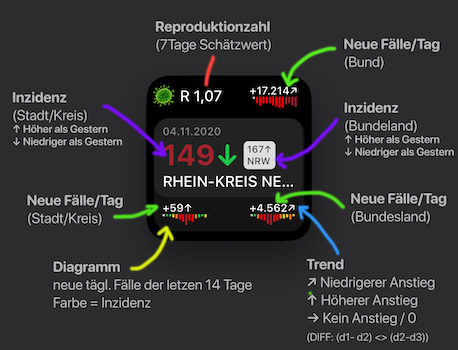 Reproduktionzahl
(7Tage Schätzwert)
Neue Fälle/Tag
(Bund)
R 1,07
+17.214↗
Inzidenz
(Stadt/Kreis)
↑ Höher als Gestern
↓ Niedriger als Gestern
Inzidenz
(Bundeland)
↑ Höher als Gestern
↓ Niedriger als Gestern
04.11.2020
149↓
167↑
NRW
RHEIN-KREIS NE...
Neue Fälle/Tag
(Stadt/Kreis)
+59↑
+4.562↗
Neue Fälle/Tag
(Bundesland)
Diagramm
neue tägl. Fälle der letzen 14 Tage
Farbe = Inzidenz
Trend
↗ Niedrigerer Anstieg
↑ Höherer Anstieg
→ Kein Anstieg / 0
(DIFF: (d1- d2) <> (d2-d3))